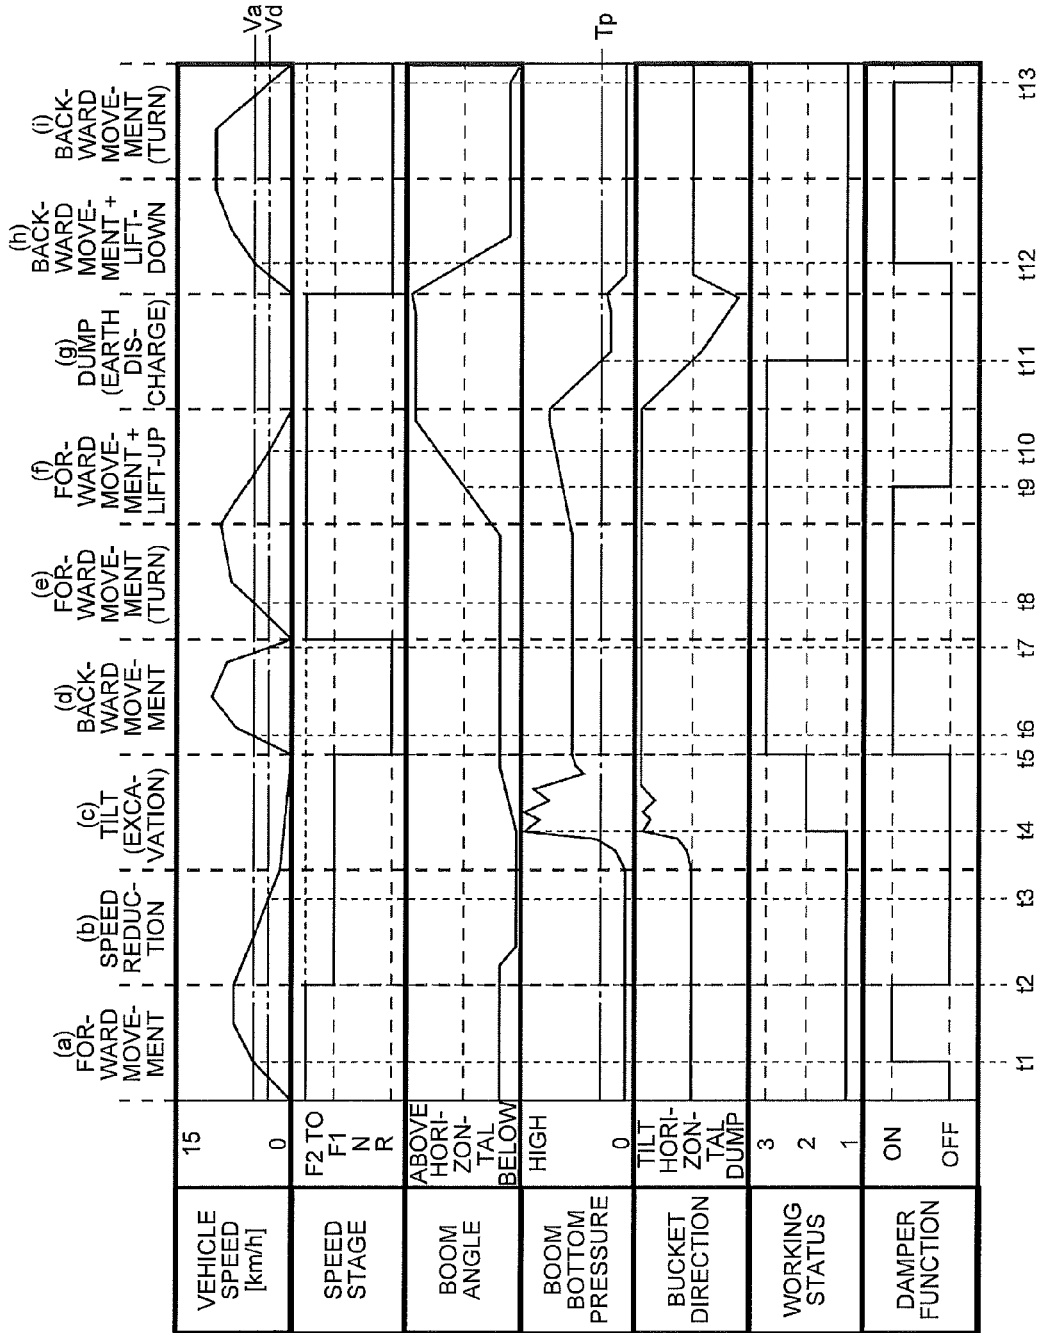 (a)
FOR-
WARD
MOVE-
MENT
(b)
SPEED
REDUC-
TION
(c)
TILT
(EXCA-
VATION)
(d)
BACK-
WARD
MOVE-
MENT
(e)
FOR-
WARD
MOVE-
MENT
(TURN)
(f)
FOR-
WARD
MOVE-
MENT +
LIFT-UP
(g)
DUMP
(EARTH
DIS-
CHARGE)
(h)
BACK-
WARD
MOVE-
MENT +
LIFT-
DOWN
(i)
BACK-
WARD
MOVE-
MENT
(TURN)
VEHICLE
SPEED
[km/h]
15
0
Va
Vd
SPEED
STAGE
F2 TO
F1
N
R
BOOM
ANGLE
ABOVE
HORI-
ZON-
TAL
BELOW
BOOM
BOTTOM
PRESSURE
HIGH
0
Tp
BUCKET
DIRECTION
TILT
HORI-
ZON-
TAL
DUMP
WORKING
STATUS
3
2
1
DAMPER
FUNCTION
ON
OFF
t1
t2
t3
t4
t5
t6
t7
t8
t9
t10
t11
t12
t13